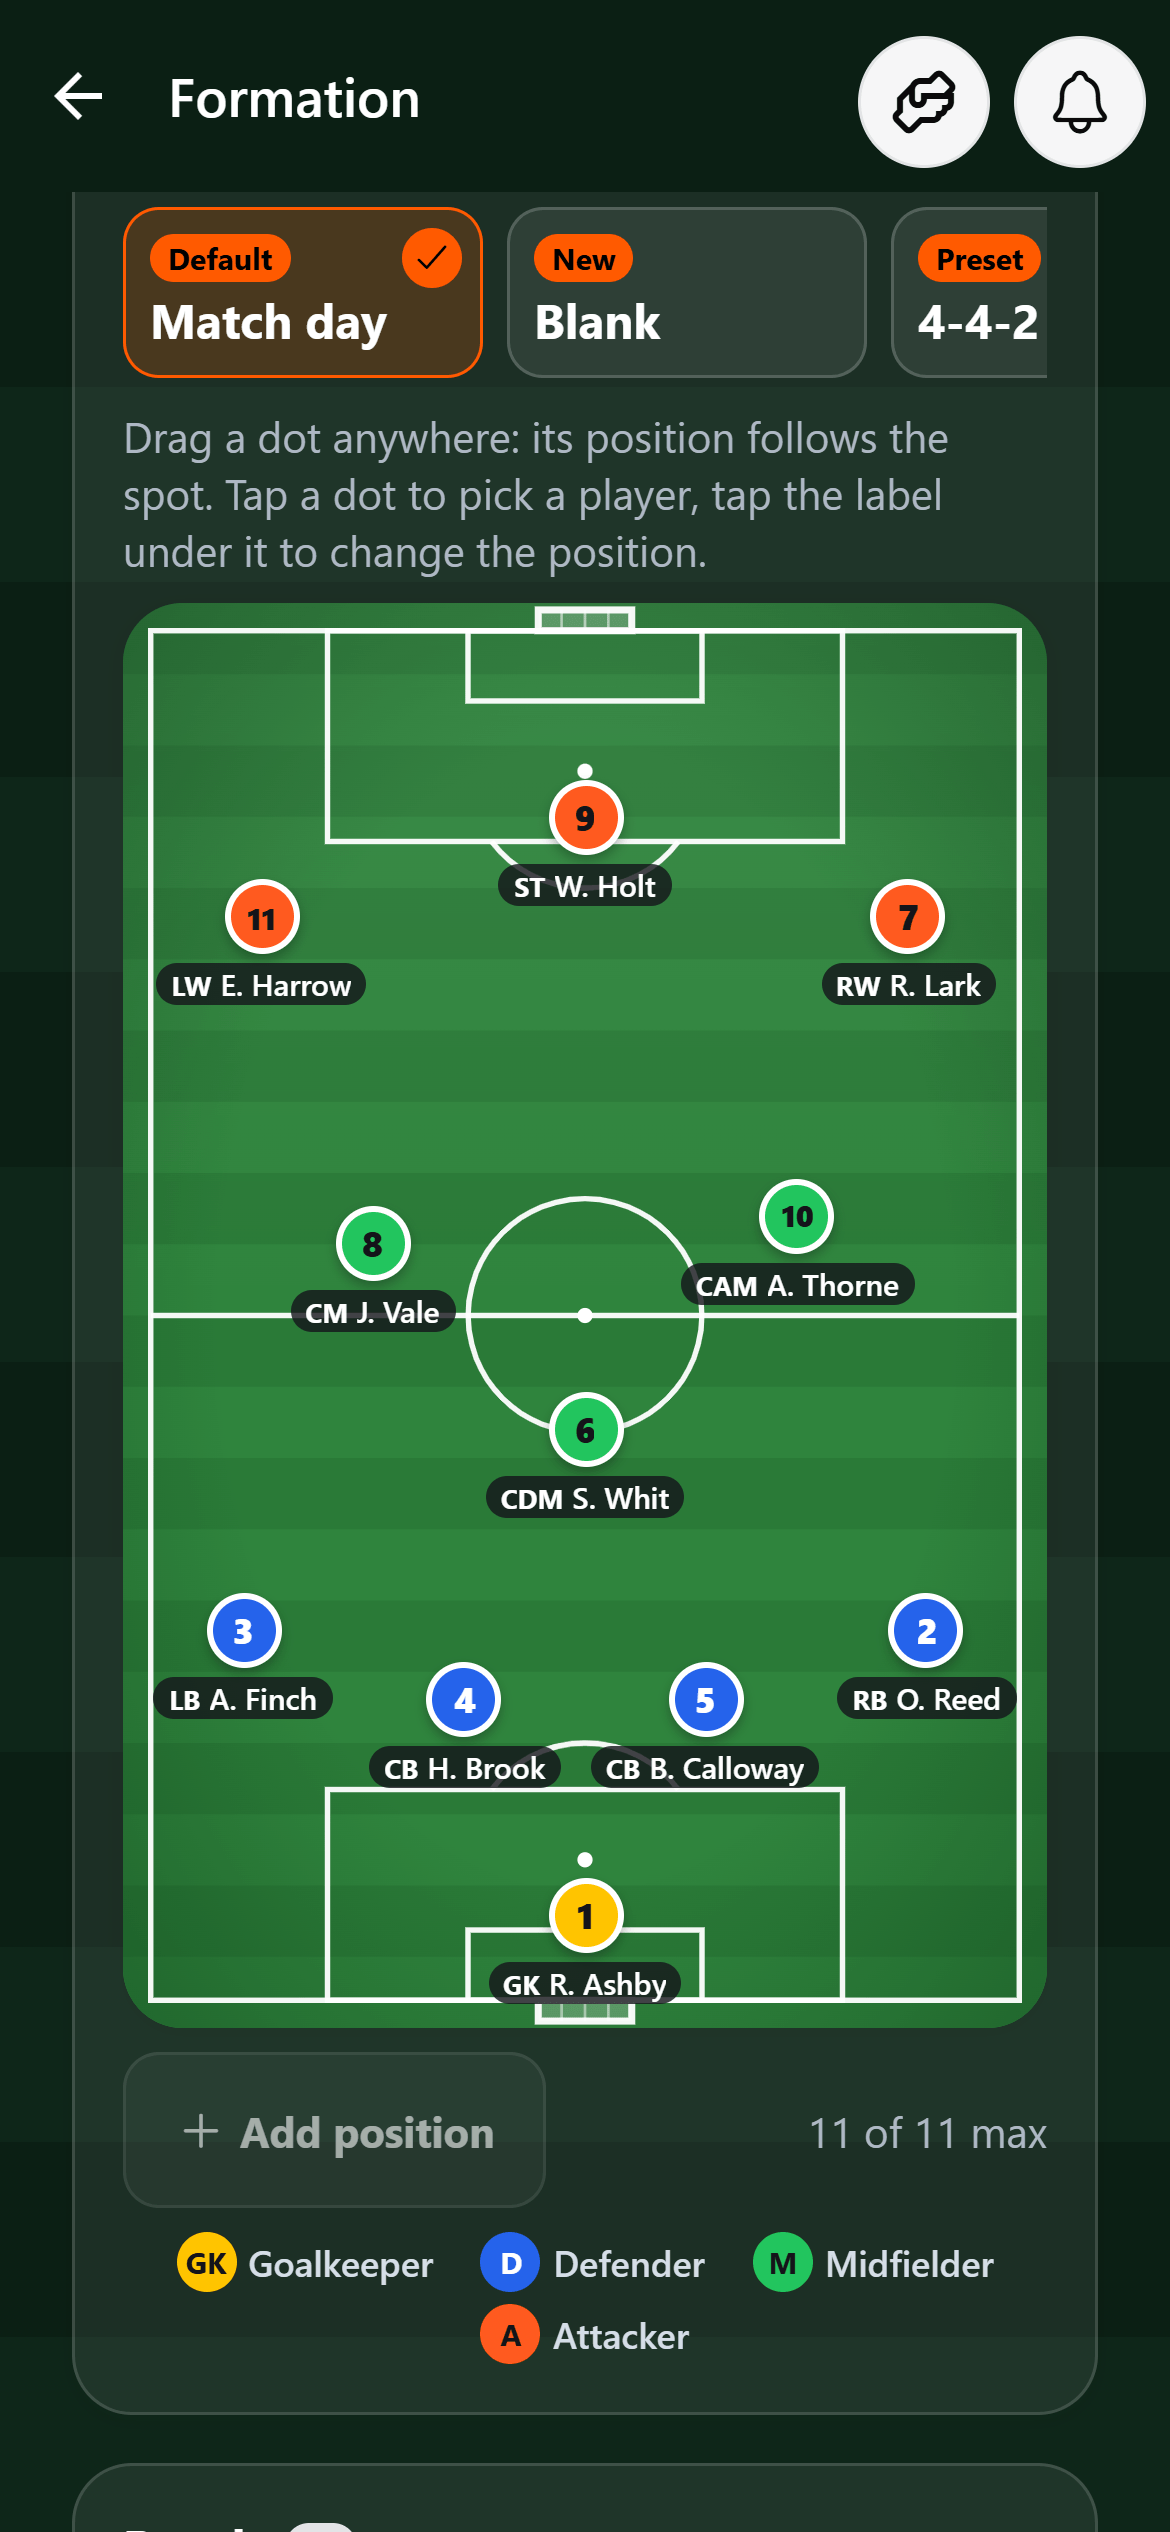 Formation
Default
Match day
New
Blank
Preset
4-4-2
Drag a dot anywhere: its position follows the
spot. Tap a dot to pick a player, tap the label
under it to change the position.
9
ST W. Holt
11
LW E. Harrow
7
RW R. Lark
10
CAM A. Thorne
8
CM J. Vale
6
CDM S. Whit
3
LB A. Finch
2
RB O. Reed
4
CB H. Brook
5
CB B. Calloway
1
GK R. Ashby
+ Add position
11 of 11 max
GK Goalkeeper
D Defender
M Midfielder
A Attacker